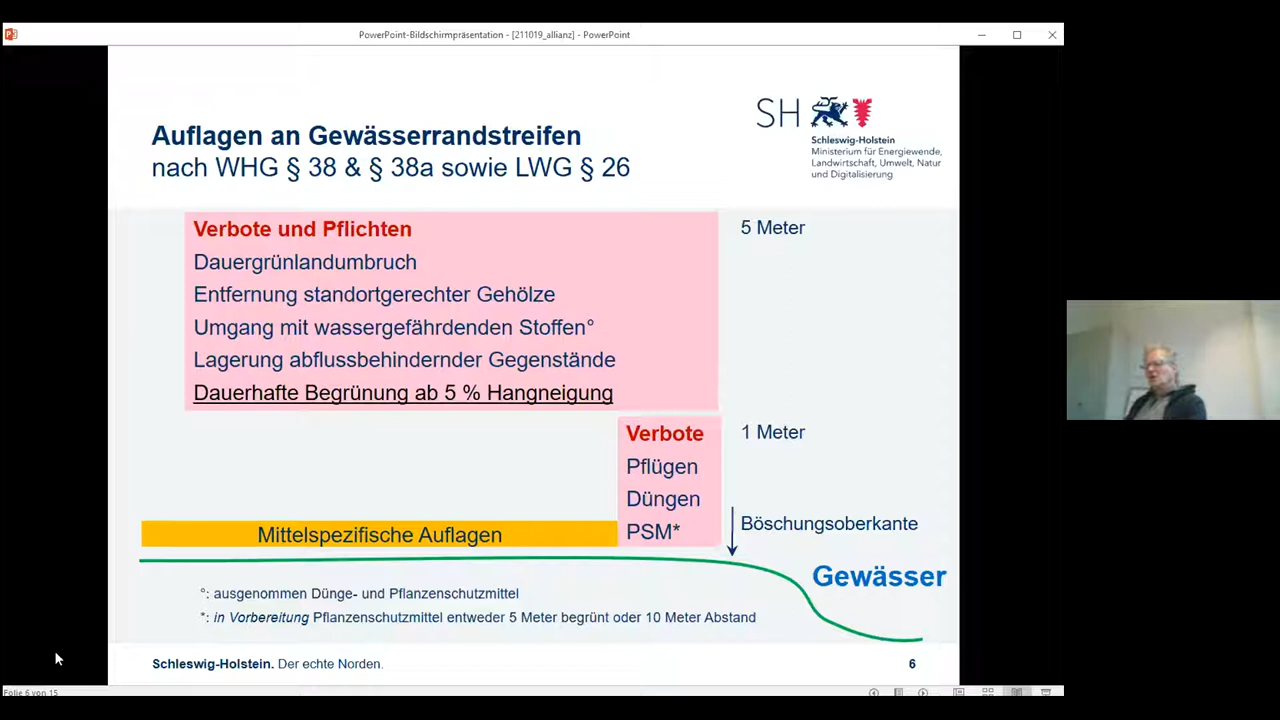 PowerPoint-Bildschirmpräsentation - [211019_allianz] - PowerPoint
SH
Schleswig-Holstein
Ministerium für Energiewende,
Landwirtschaft, Umwelt, Natur
und Digitalisierung
Auflagen an Gewässerrandstreifen
nach WHG § 38 & § 38a sowie LWG § 26
Verbote und Pflichten
5 Meter
Dauergrünlandumbruch
Entfernung standortgerechter Gehölze
Umgang mit wassergefährdenden Stoffen°
Lagerung abflussbehindernder Gegenstände
Dauerhafte Begrünung ab 5 % Hangneigung
Verbote
1 Meter
Pflügen
Düngen
PSM*
Böschungsoberkante
Mittelspezifische Auflagen
Gewässer
°: ausgenommen Dünge- und Pflanzenschutzmittel
*: in Vorbereitung Pflanzenschutzmittel entweder 5 Meter begrünt oder 10 Meter Abstand
Schleswig-Holstein. Der echte Norden.
6
Folie 6 von 15